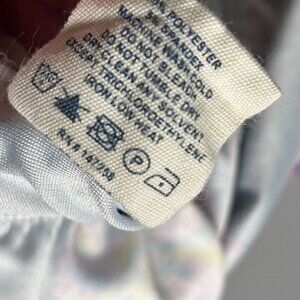 % POLYESTER
% SPANDEX
MACHINE WASH COLD
DO NOT BLEACH
DO NOT TUMBLE DRY
DRY CLEAN ANY SOLVENT
EXCEPT TRICHLOROETHYLENE
IRON LOW HEAT
P
RN#